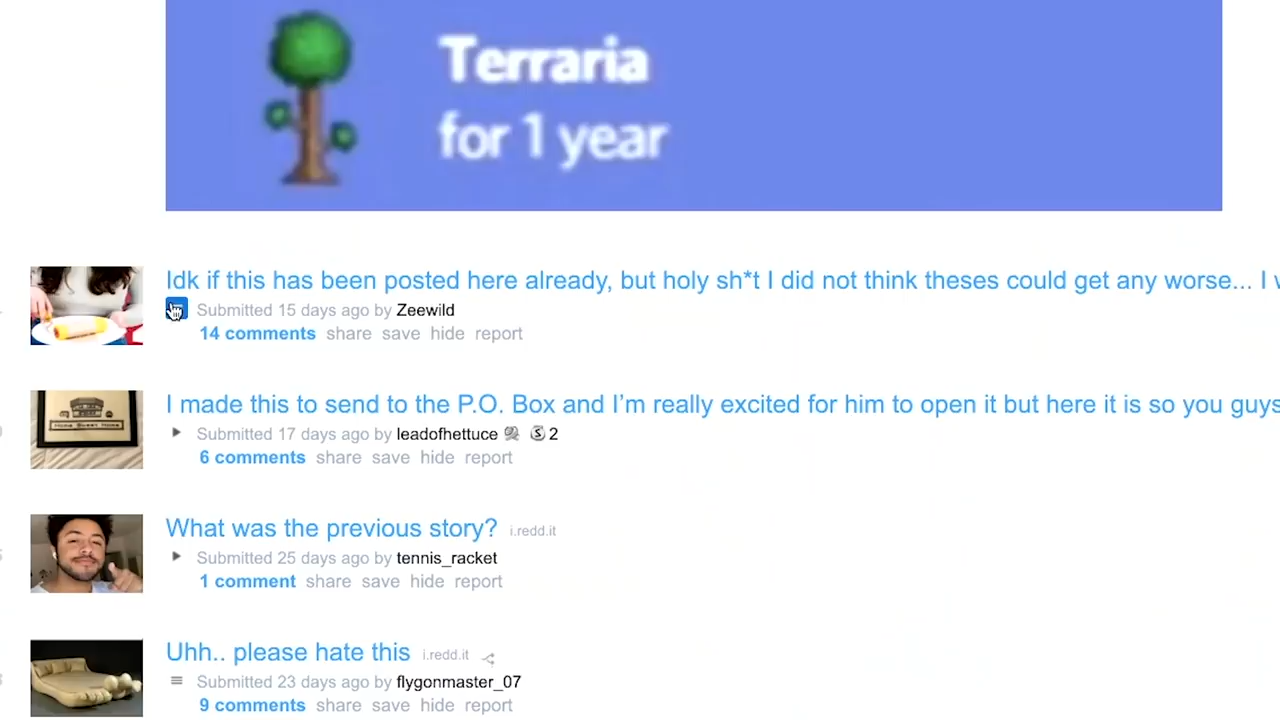 Terraria
for 1 year
Idk if this has been posted here already, but holy sh*t I did not think theses could get any worse... I
Submitted 15 days ago by Zeewild
14 comments share save hide report
I made this to send to the P.O. Box and I'm really excited for him to open it but here it is so you guys
Submitted 17 days ago by leadofhettuce 2
6 comments share save hide report
Home Sweet Home
What was the previous story? i.redd.it
Submitted 25 days ago by tennis_racket
1 comment share save hide report
Uhh.. please hate this i.redd.it
Submitted 23 days ago by flygonmaster_07
9 comments share save hide report